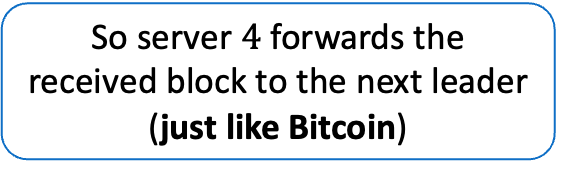 So server 4 forwards the
received block to the next leader
(just like Bitcoin)